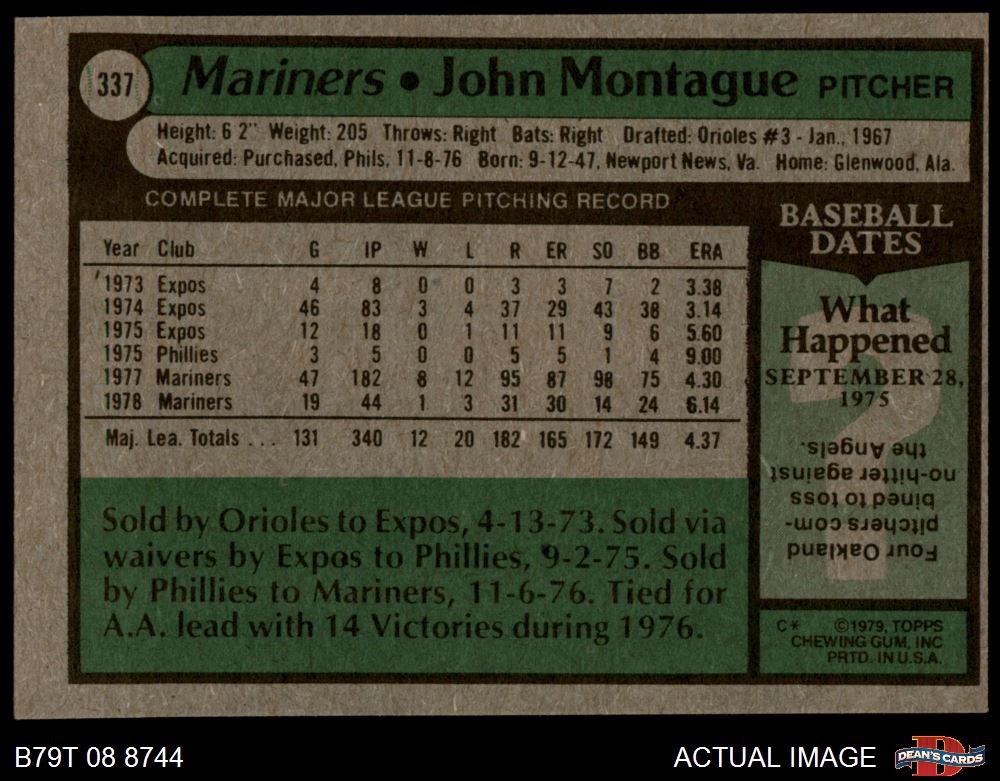 337 Mariners • John Montague PITCHER
Height: 6 2" Weight: 205 Throws: Right Bats: Right Drafted: Orioles #3 - Jan., 1967
Acquired: Purchased, Phils, 11-8-76 Born: 9-12-47, Newport News, Va. Home: Glenwood, Ala.
COMPLETE MAJOR LEAGUE PITCHING RECORD
Year Club G IP W L R ER SO BB ERA
1973 Expos 4 8 0 0 3 3 7 2 3.38
1974 Expos 46 83 3 4 37 29 43 38 3.14
1975 Expos 12 18 0 1 11 11 9 6 5.60
1975 Phillies 3 5 0 0 5 5 1 4 9.00
1977 Mariners 47 182 8 12 95 87 98 75 4.30
1978 Mariners 19 44 1 3 31 30 14 24 6.14
Maj. Lea. Totals . . . 131 340 12 20 182 165 172 149 4.37
Sold by Orioles to Expos, 4-13-73. Sold via
waivers by Expos to Phillies, 9-2-75. Sold
by Phillies to Mariners, 11-6-76. Tied for
A.A. lead with 14 Victories during 1976.
BASEBALL
DATES
What
Happened
SEPTEMBER 28,
1975
?
Four Oakland
pitchers com-
bined to toss
no-hitter against
the Angels.
C* ©1979, TOPPS
CHEWING GUM, INC
PRTD. IN U.S.A.
B79T 08 8744
ACTUAL IMAGE
D
DEAN'S CARDS